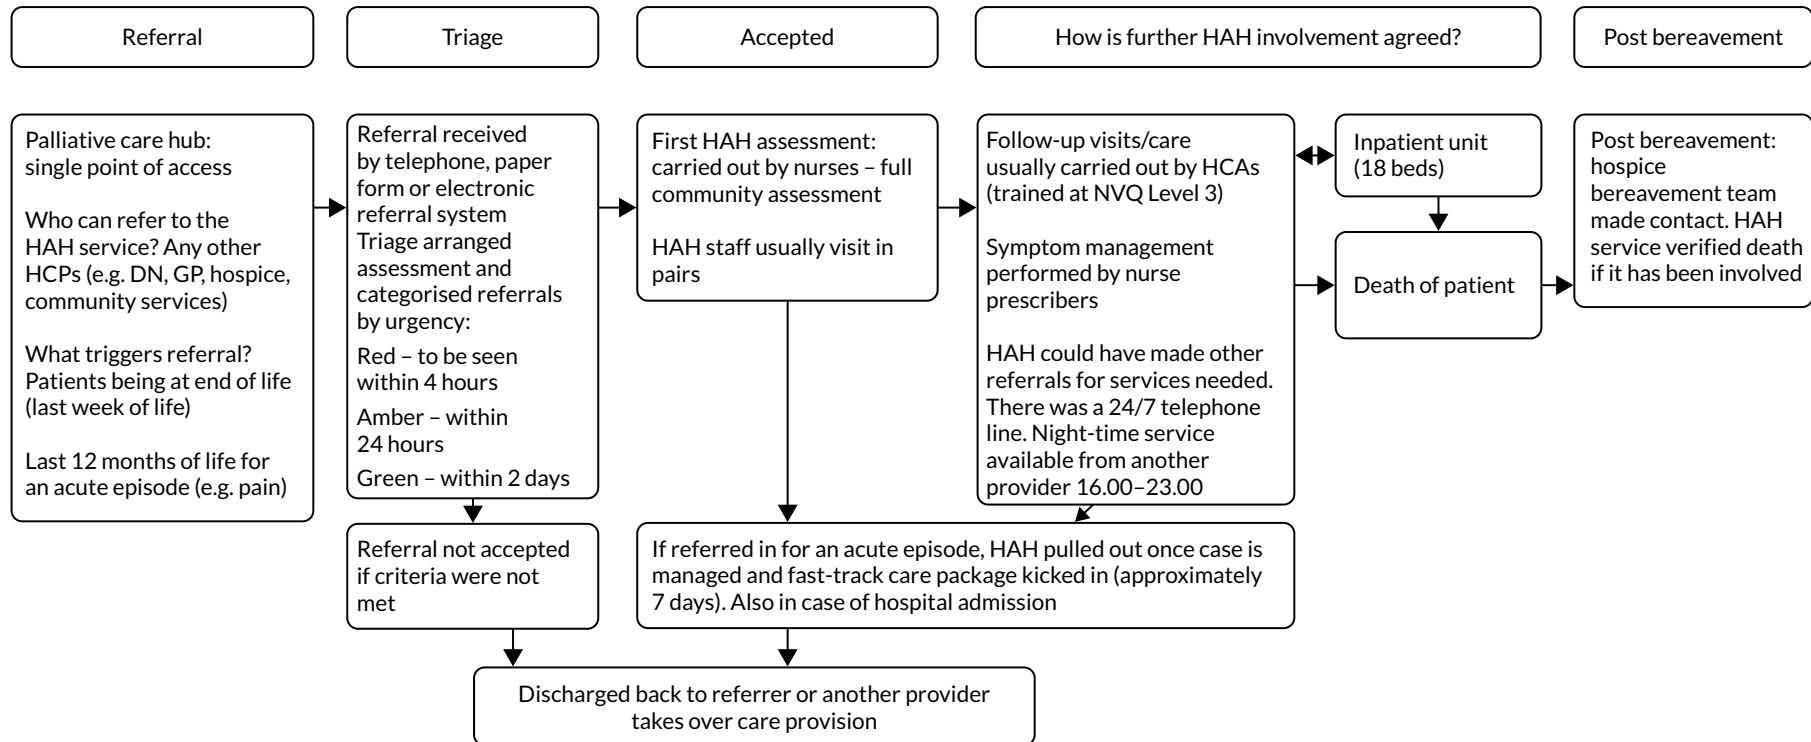 Referral
Triage
Accepted
How is further HAH involvement agreed?
Post bereavement
Palliative care hub:
single point of access
Who can refer to the
HAH service? Any other
HCPs (e.g. DN, GP, hospice,
community services)
What triggers referral?
Patients being at end of life
(last week of life)
Last 12 months of life for
an acute episode (e.g. pain)
Referral received
by telephone, paper
form or electronic
referral system
Triage arranged
assessment and
categorised referrals
by urgency:
Red – to be seen
within 4 hours
Amber – within
24 hours
Green – within 2 days
Referral not accepted
if criteria were not
met
First HAH assessment:
carried out by nurses – full
community assessment
HAH staff usually visit in
pairs
Follow-up visits/care
usually carried out by HCAs
(trained at NVQ Level 3)
Symptom management
performed by nurse
prescribers
HAH could have made other
referrals for services needed.
There was a 24/7 telephone
line. Night-time service
available from another
provider 16.00–23.00
Inpatient unit
(18 beds)
Death of patient
Post bereavement:
hospice
bereavement team
made contact. HAH
service verified death
if it has been involved
If referred in for an acute episode, HAH pulled out once case is
managed and fast-track care package kicked in (approximately
7 days). Also in case of hospital admission
Discharged back to referrer or another provider
takes over care provision